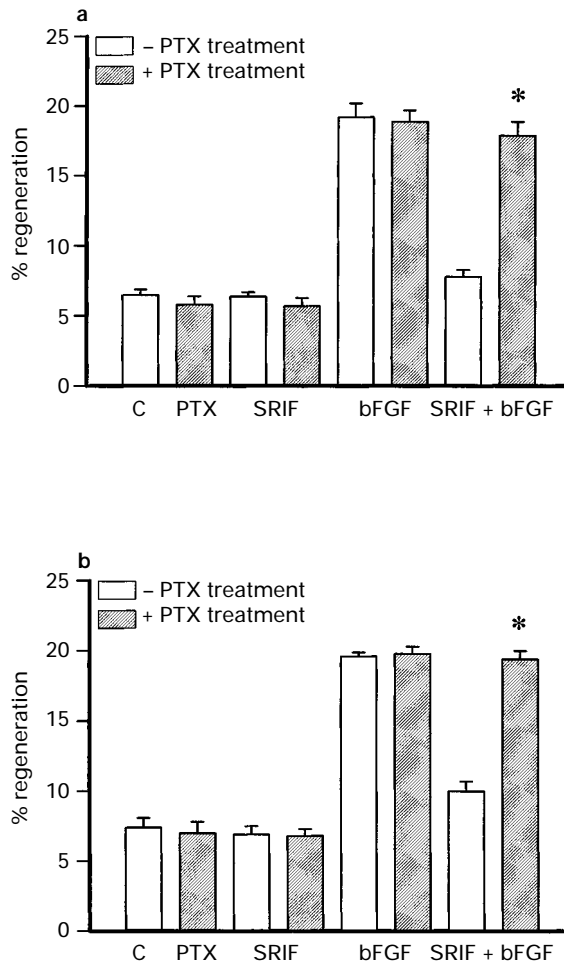 a
25
– PTX treatment
+ PTX treatment
20
*
15
% regeneration
10
5
0
C PTX SRIF bFGF SRIF + bFGF
b
25
– PTX treatment
+ PTX treatment
20
*
15
% regeneration
10
5
0
C PTX SRIF bFGF SRIF + bFGF